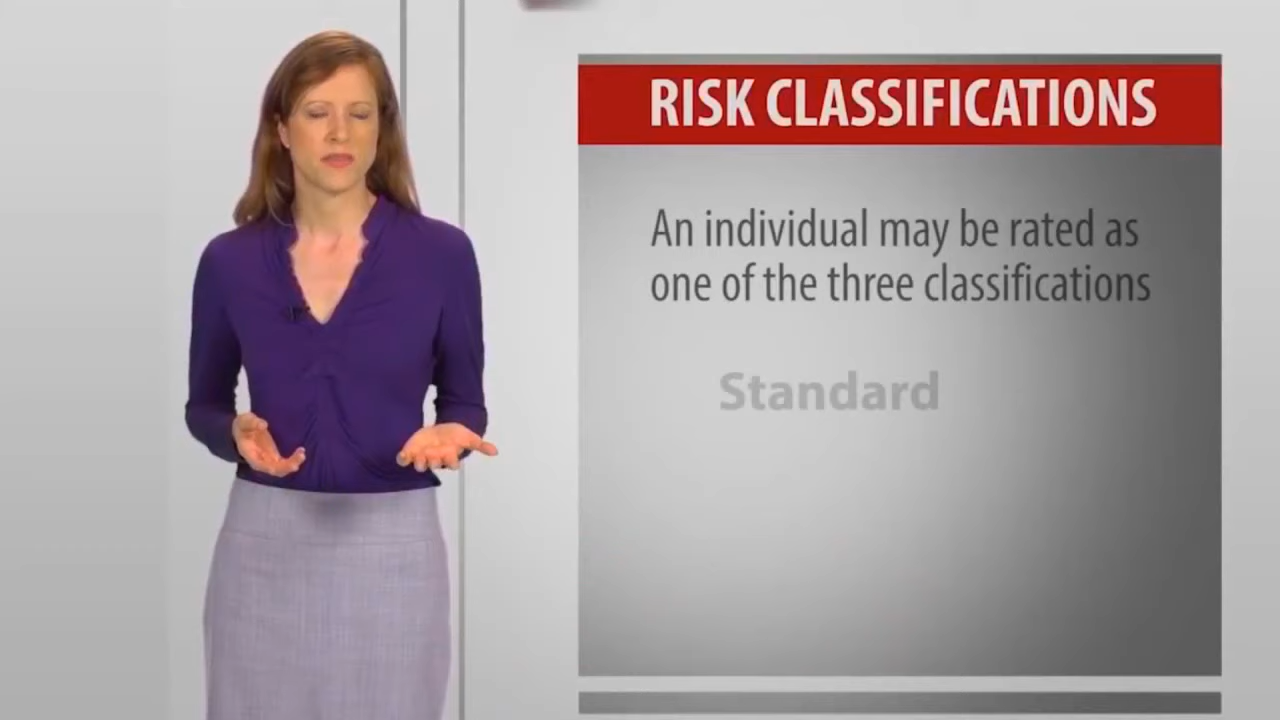 RISK CLASSIFICATIONS
An individual may be rated as
one of the three classifications
Standard